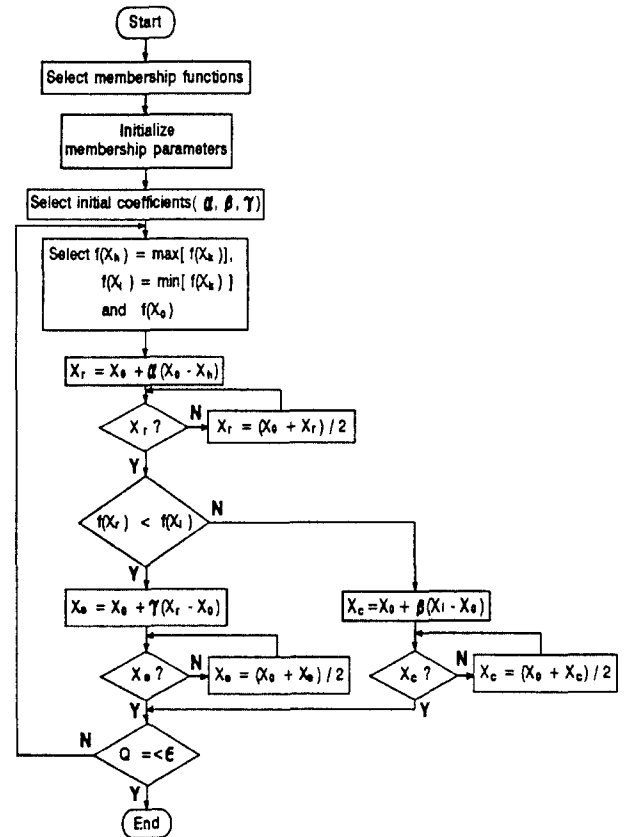 Start
Select membership functions
Initialize
membership parameters
Select initial coefficients( α, β, γ)
Select f(Xₕ) = max[ f(Xₖ)],
f(Xₗ) = min[ f(Xₖ) }
and f(X₀)
Xᵣ = X₀ + α(X₀ - Xₕ)
Xᵣ ?
N
Xᵣ = (X₀ + Xᵣ) / 2
Y
f(Xᵣ) < f(Xₗ)
N
Y
Xₑ = X₀ + γ(Xᵣ - X₀)
Xc = X₀ + β(Xl - X₀)
Xₑ ?
N
Xₑ = (X₀ + Xₑ) / 2
Xc ?
N
Xc = (X₀ + Xc) / 2
Y
Y
N
Q =<ϵ
Y
End